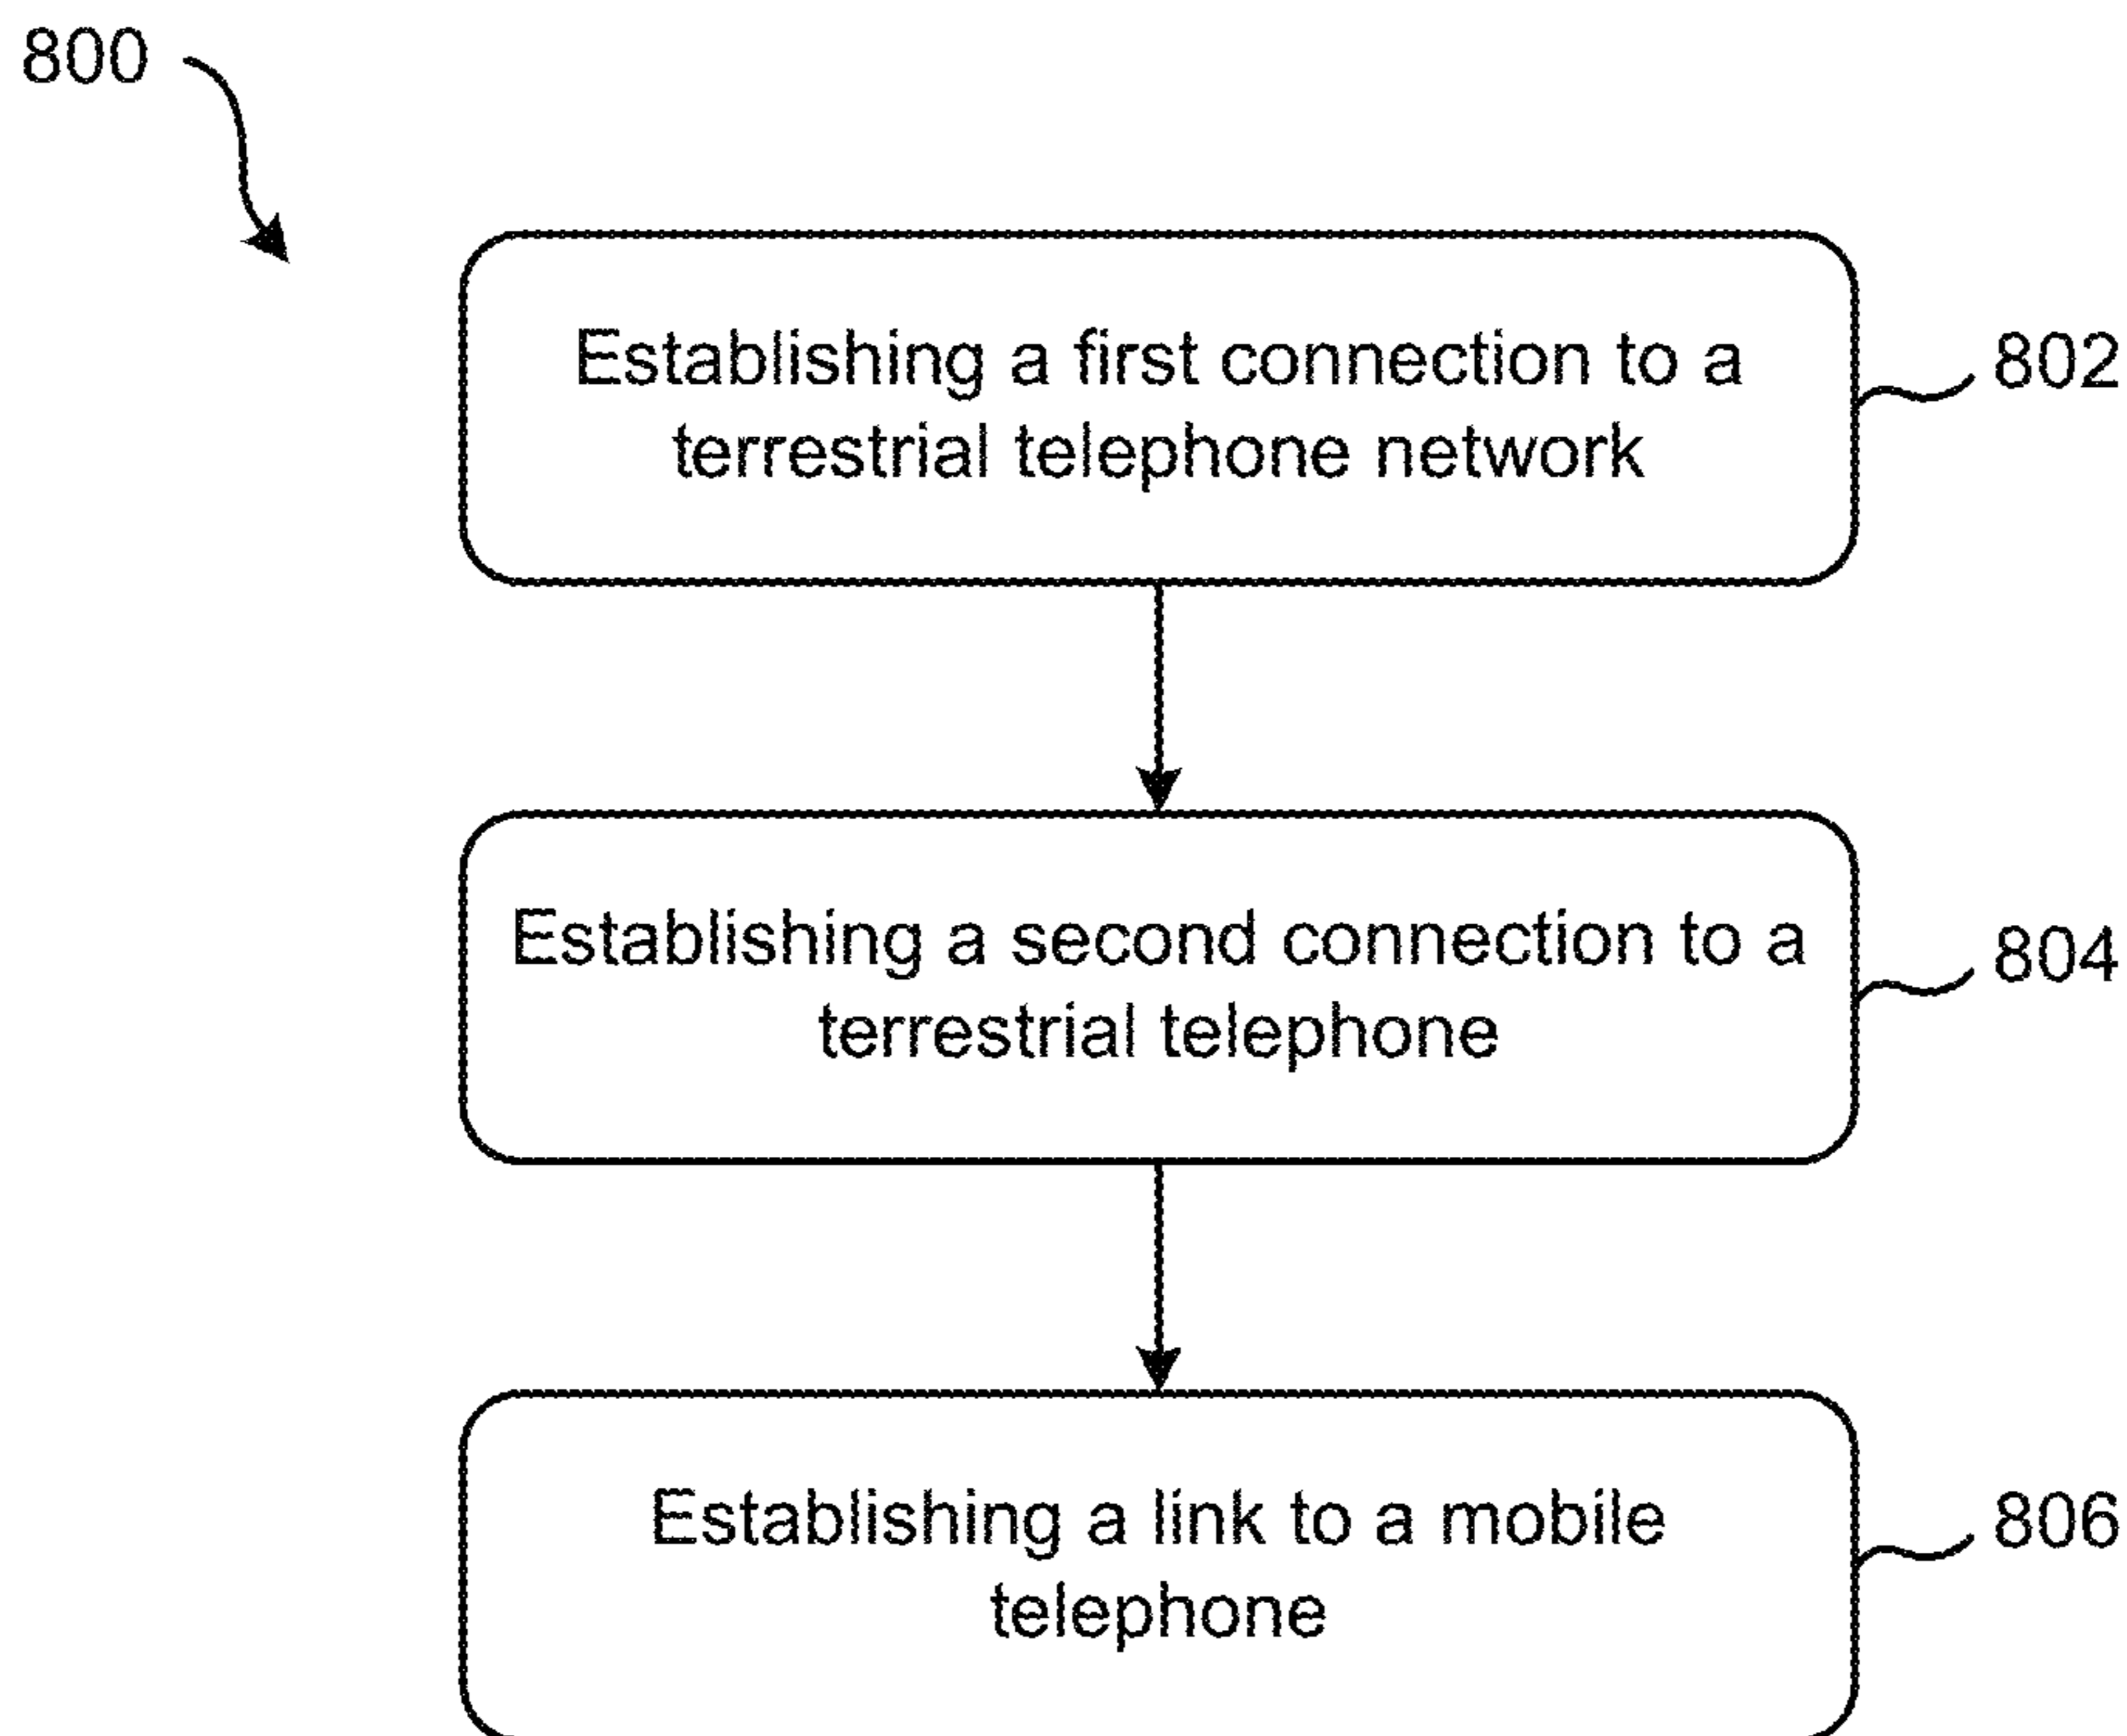 800
Establishing a first connection to a
terrestrial telephone network
802
Establishing a second connection to a
terrestrial telephone
804
Establishing a link to a mobile
telephone
806